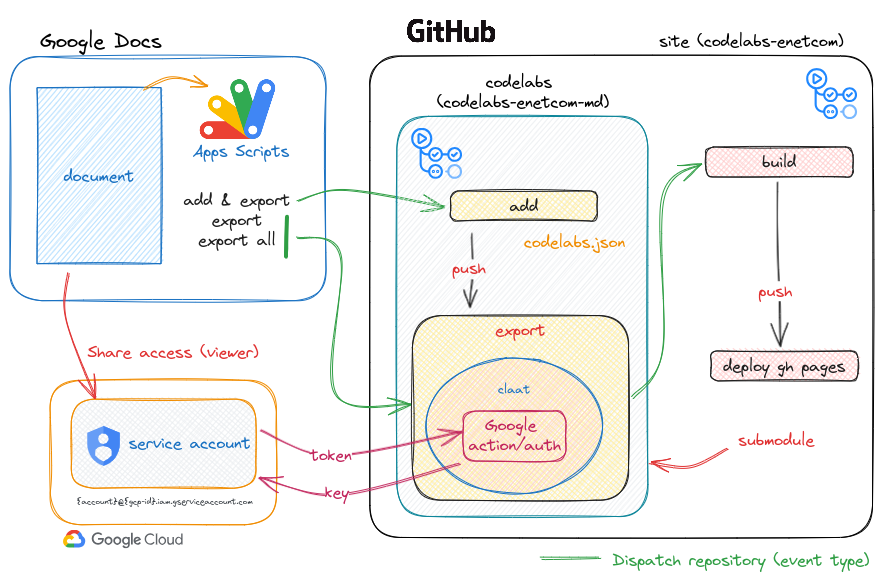 GitHub
Google Docs
site (codelabs-enetcom)
codelabs
(codelabs-enetcom-md)
document
Apps Scripts
build
add & export
export
export all
add
codelabs.json
push
push
export
Share access (viewer)
deploy gh pages
claat
Google
action/auth
service account
token
submodule
key
{account}@{gcp-id}.iam.gserviceaccount.com
Google Cloud
Dispatch repository (event type)